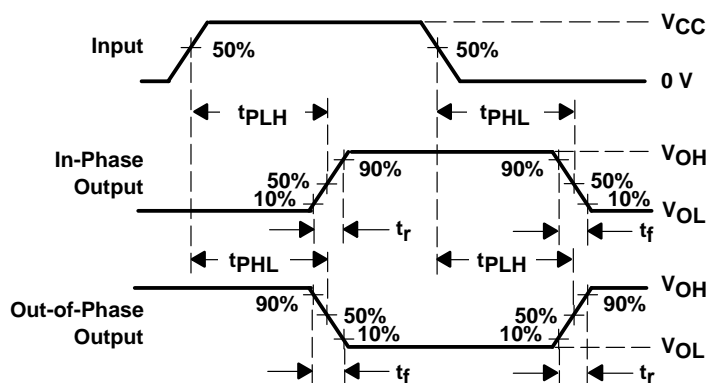 VCC
Input
50%
50%
0 V
tPLH
tPHL
In-Phase
Output
VOH
50%
10%
90%
90%
50%
10%
VOL
tr
tf
tPHL
tPLH
Out-of-Phase
Output
VOH
90%
50%
10%
50%
10%
90%
VOL
tf
tr